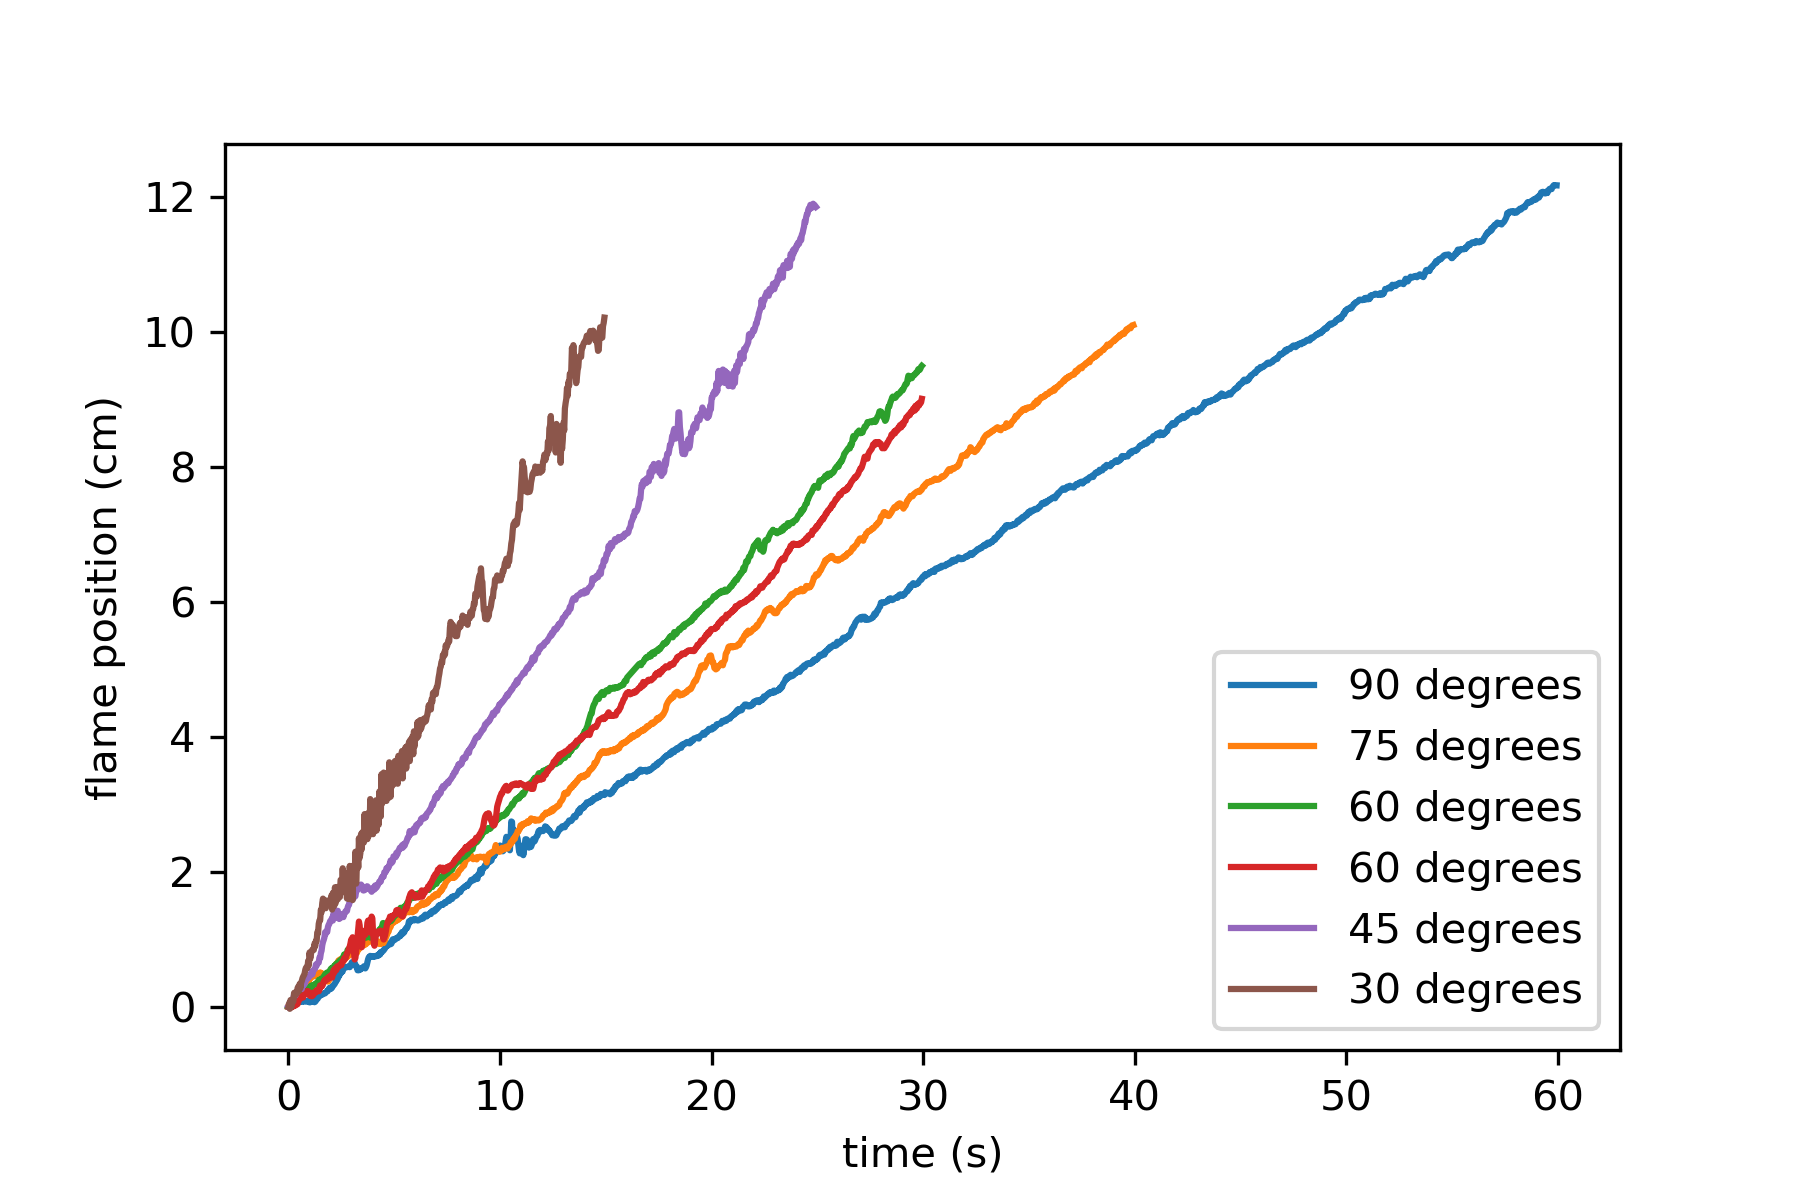 flame position (cm)
12
10
8
6
4
2
0
90 degrees
75 degrees
60 degrees
60 degrees
45 degrees
30 degrees
0 10 20 30 40 50 60
time (s)